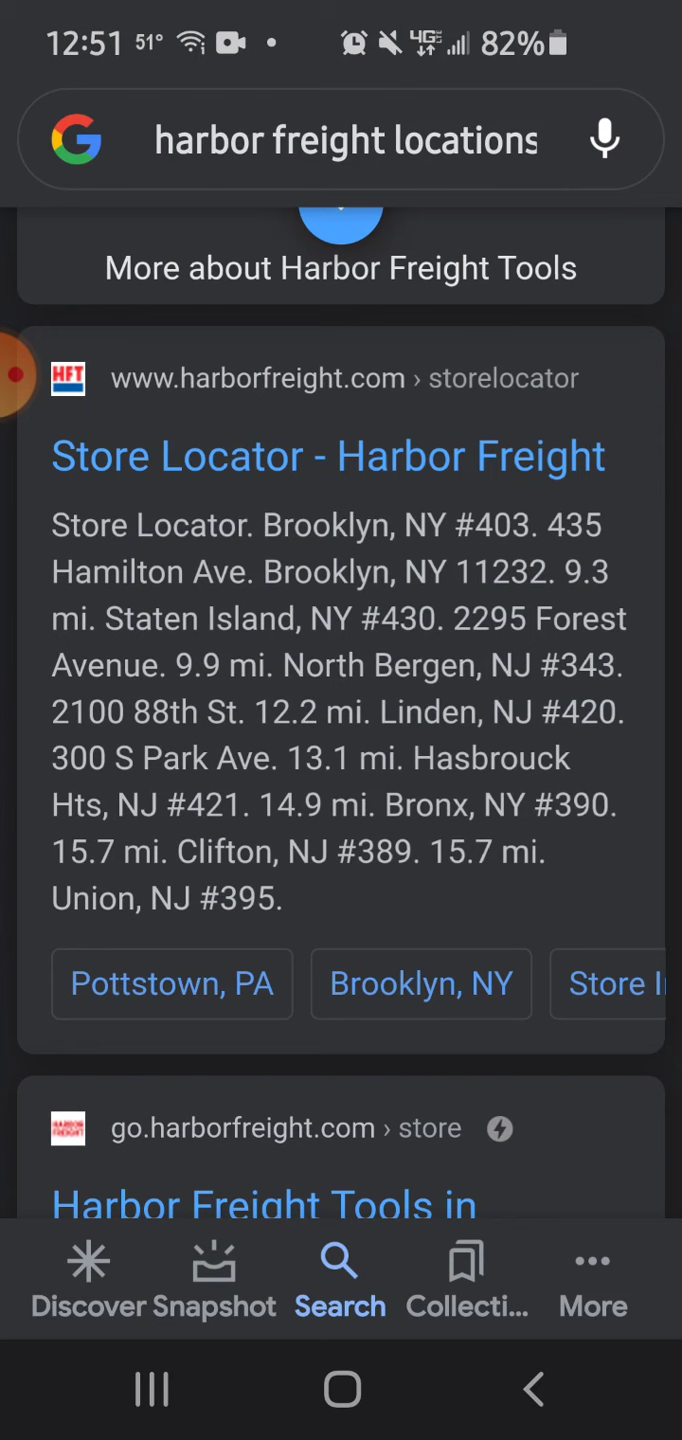 12:51 51° 4GE 82%
harbor freight locations
More about Harbor Freight Tools
HFT www.harborfreight.com › storelocator
Store Locator - Harbor Freight
Store Locator. Brooklyn, NY #403. 435
Hamilton Ave. Brooklyn, NY 11232. 9.3
mi. Staten Island, NY #430. 2295 Forest
Avenue. 9.9 mi. North Bergen, NJ #343.
2100 88th St. 12.2 mi. Linden, NJ #420.
300 S Park Ave. 13.1 mi. Hasbrouck
Hts, NJ #421. 14.9 mi. Bronx, NY #390.
15.7 mi. Clifton, NJ #389. 15.7 mi.
Union, NJ #395.
Pottstown, PA Brooklyn, NY Store
HARBOR FREIGHT go.harborfreight.com › store
Harbor Freight Tools in
Discover Snapshot Search Collecti... More